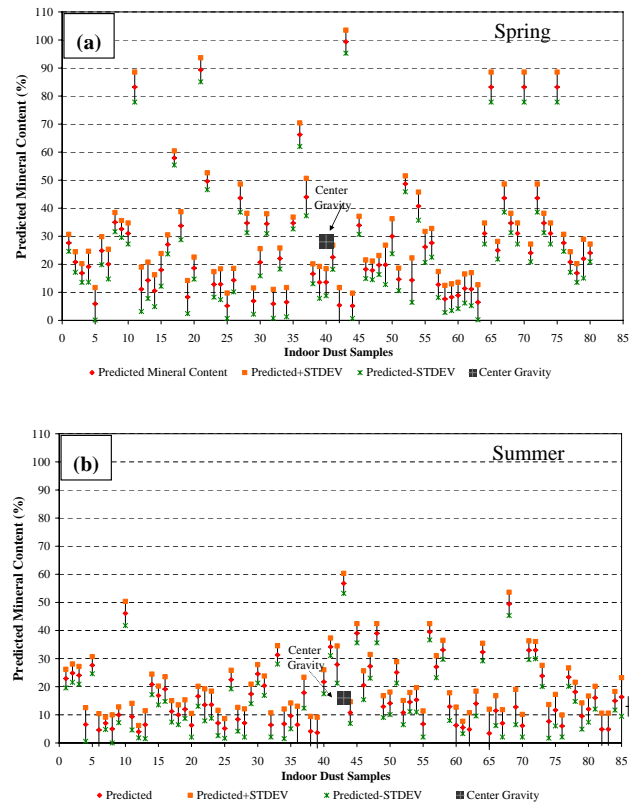 (a)
Spring
Predicted Mineral Content (%)
110
100
90
80
70
60
50
40
30
20
10
0
Center
Gravity
0 5 10 15 20 25 30 35 40 45 50 55 60 65 70 75 80 85
Indoor Dust Samples
Predicted Mineral Content Predicted+STDEV Predicted-STDEV Center Gravity
(b)
Summer
Predicted Mineral Content (%)
110
100
90
80
70
60
50
40
30
20
10
0
Center
Gravity
0 5 10 15 20 25 30 35 40 45 50 55 60 65 70 75 80 85
Indoor Dust Samples
Predicted Predicted+STDEV Predicted-STDEV Center Gravity